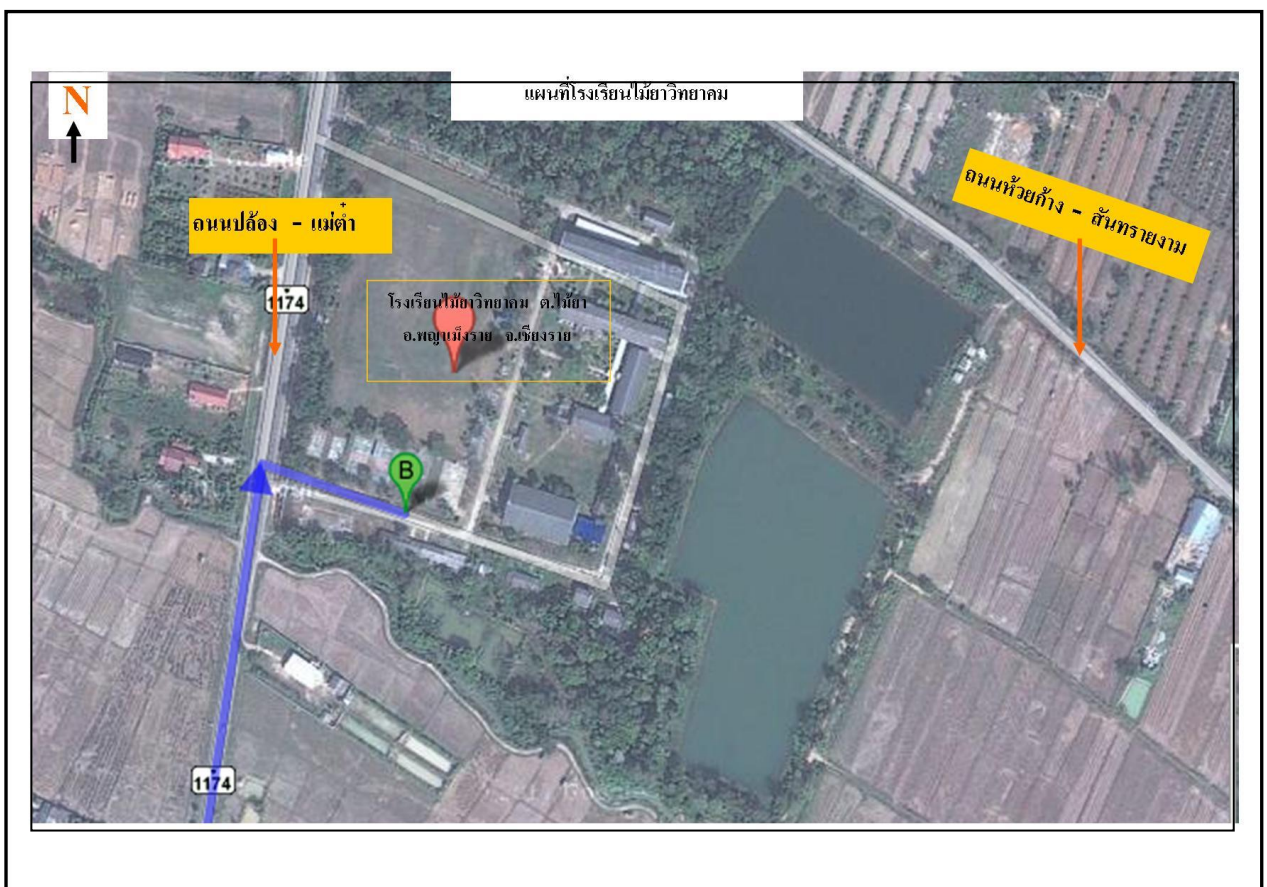 แผนที่โรงเรียนไม้ยาวิทยาคม
N
ถนนห้วยก้าง - สันทรายงาม
ถนนปล้อง - แม่ต๋ำ
1174
โรงเรียนไม้ยาวิทยาคม ต.ไม้ยา
อ.พญาเม็งราย จ.เชียงราย
B
1174